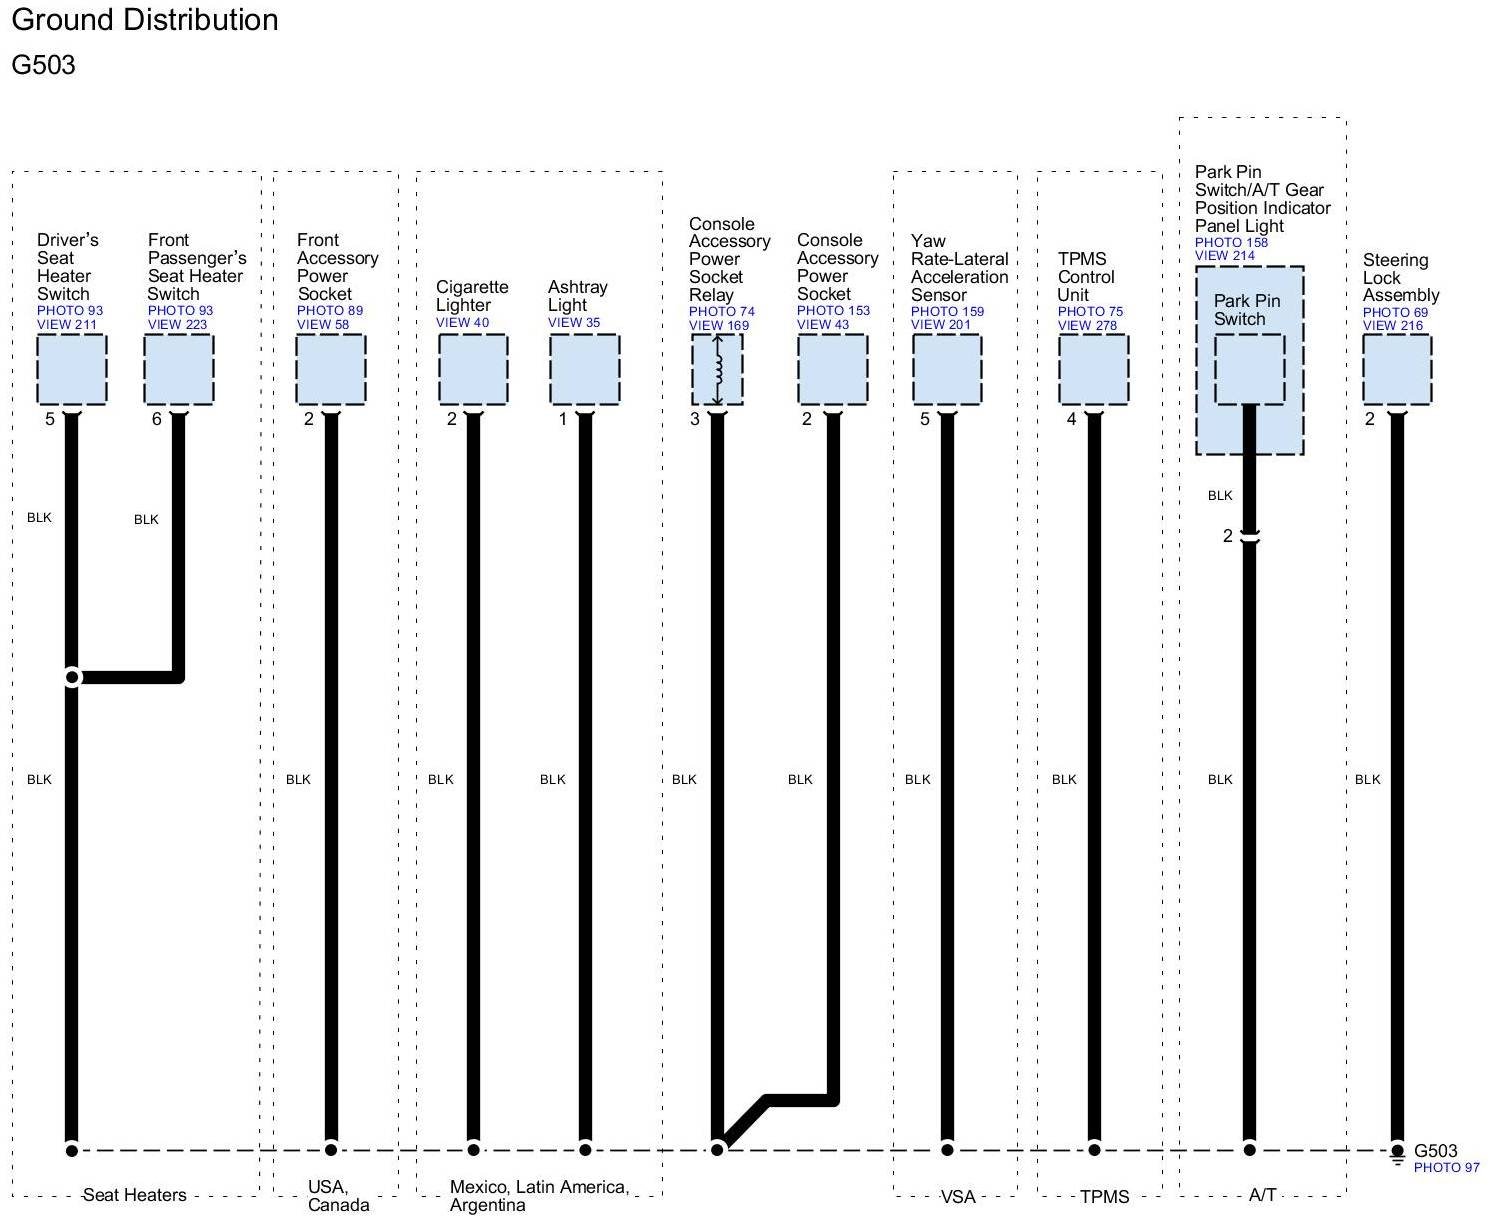 Ground Distribution
G503
Driver's
Seat
Heater
Switch
PHOTO 93
VIEW 211
5
BLK
BLK
Front
Passenger's
Seat Heater
Switch
PHOTO 93
VIEW 223
6
BLK
Seat Heaters
Front
Accessory
Power
Socket
PHOTO 89
VIEW 58
2
BLK
USA,
Canada
Cigarette
Lighter
VIEW 40
2
BLK
Ashtray
Light
VIEW 35
1
BLK
Mexico, Latin America,
Argentina
Console
Accessory
Power
Socket
Relay
PHOTO 74
VIEW 169
3
BLK
Console
Accessory
Power
Socket
PHOTO 153
VIEW 43
2
BLK
Yaw
Rate-Lateral
Acceleration
Sensor
PHOTO 159
VIEW 201
5
BLK
VSA
TPMS
Control
Unit
PHOTO 75
VIEW 278
4
BLK
TPMS
Park Pin
Switch/A/T Gear
Position Indicator
Panel Light
PHOTO 158
VIEW 214
Park Pin
Switch
BLK
2
BLK
A/T
Steering
Lock
Assembly
PHOTO 69
VIEW 216
2
BLK
G503
PHOTO 97